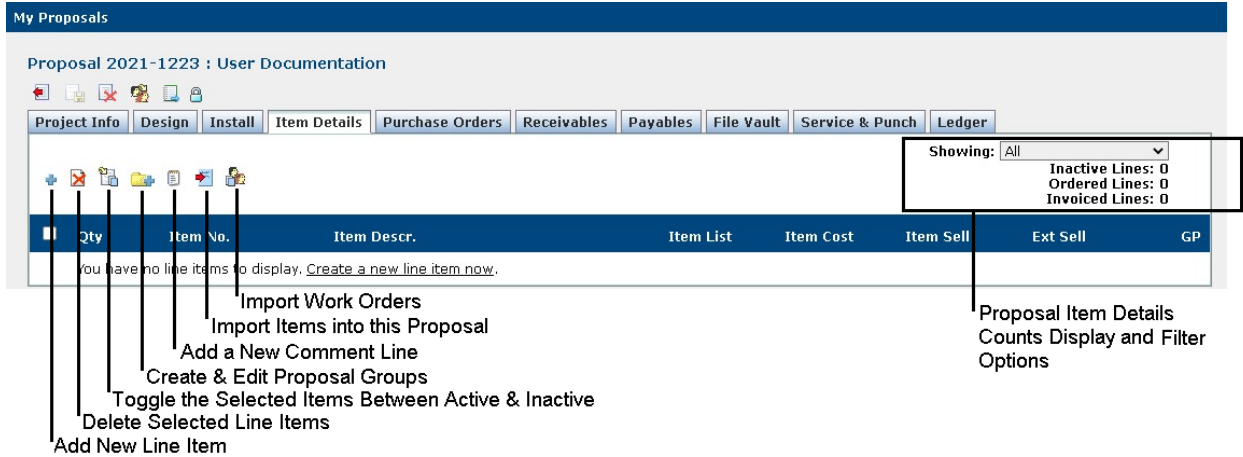 My Proposals
Proposal 2021-1223 : User Documentation
Project Info Design Install Item Details Purchase Orders Receivables Payables File Vault Service & Punch Ledger
Showing: All
Inactive Lines: 0
Ordered Lines: 0
Invoiced Lines: 0
Qty Item No. Item Descr. Item List Item Cost Item Sell Ext Sell GP
You have no line items to display. Create a new line item now.
Import Work Orders
Import Items into this Proposal
Add a New Comment Line
Create & Edit Proposal Groups
Toggle the Selected Items Between Active & Inactive
Delete Selected Line Items
Add New Line Item
Proposal Item Details
Counts Display and Filter
Options